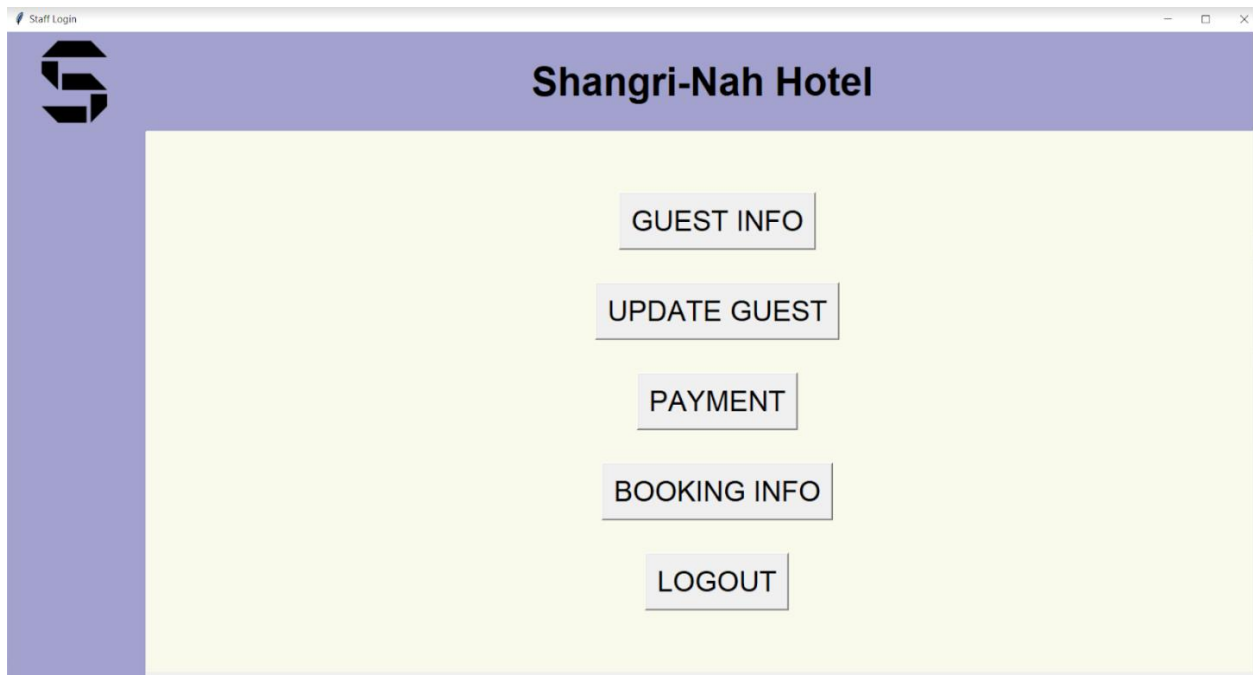 Staff Login
Shangri-Nah Hotel
GUEST INFO
UPDATE GUEST
PAYMENT
BOOKING INFO
LOGOUT